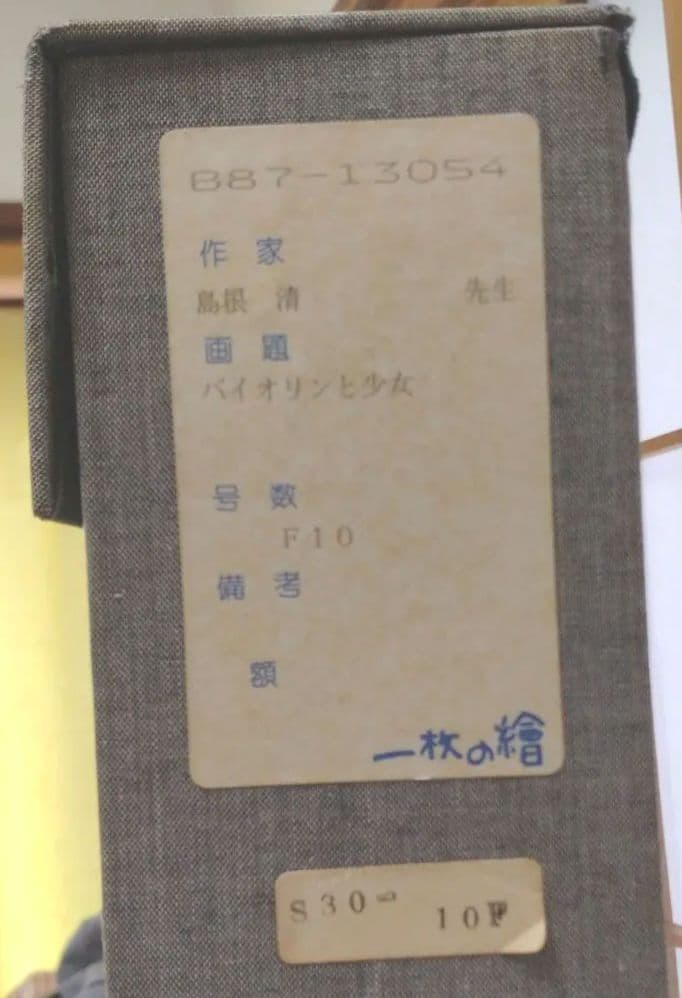 B87-13054
作家
島根 清 先生
画題
バイオリンと少女
号数
F10
備考
額
一枚の繪
S30
10F